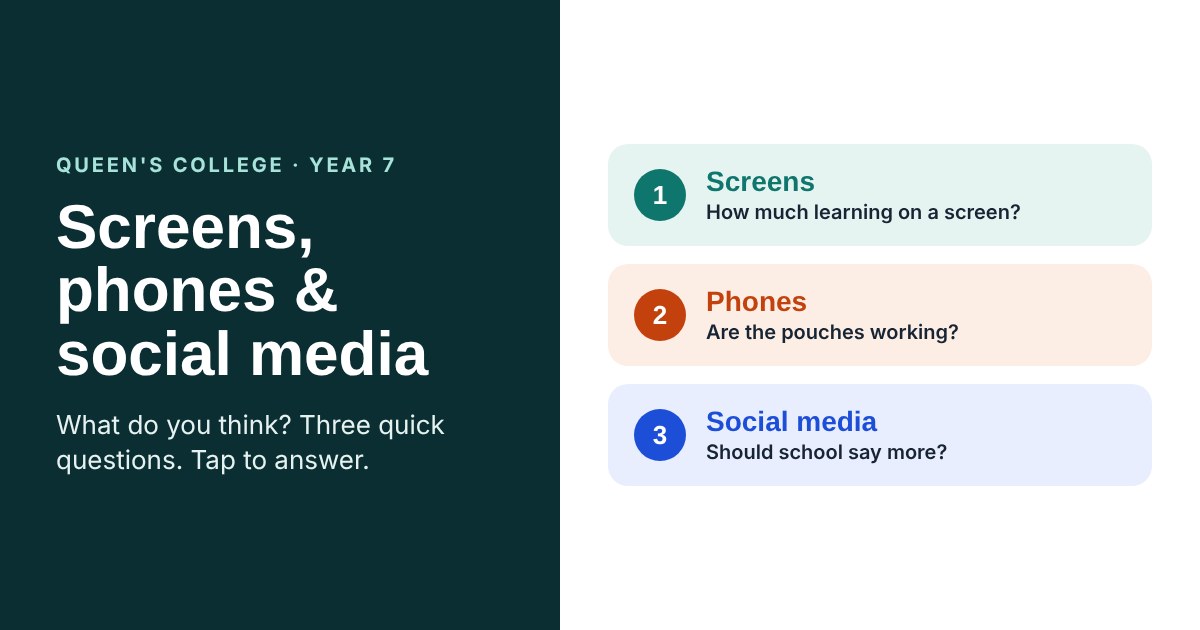 QUEEN'S COLLEGE · YEAR 7
Screens,
phones &
social media
What do you think? Three quick
questions. Tap to answer.
1
Screens
How much learning on a screen?
2
Phones
Are the pouches working?
3
Social media
Should school say more?